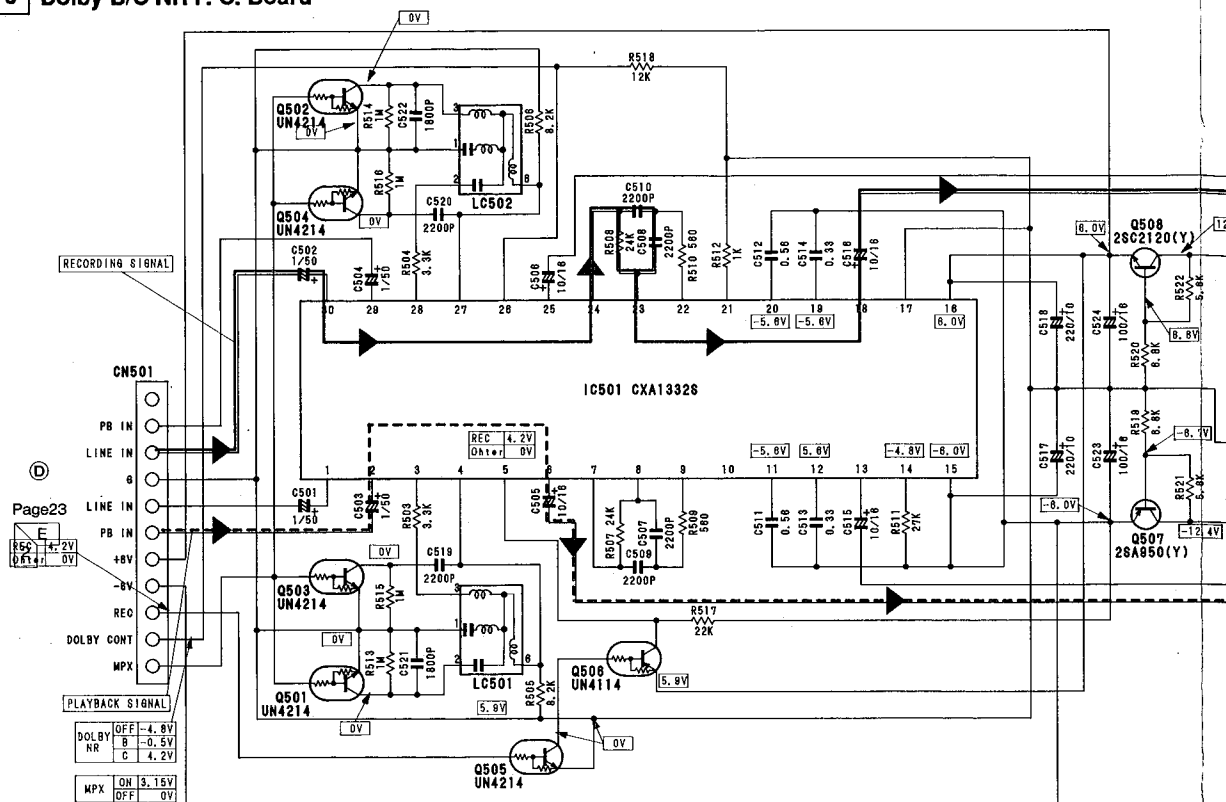 Dolby B/C NR P. C. Board
0V
R518
12K
Q502
UN4214
R514
1M
C522
1800P
0V
3
1
2
6
LC502
R506
8.2K
Q504
UN4214
R516
1M
0V
C520
2200P
C510
2200P
R508
24K
C508
2200P
R510
560
R512
1K
C512
0.56
C514
0.33
C516
10/16
6.0V
Q508
2SC2120(Y)
12
R522
5.6K
RECORDING SIGNAL
C502
1/50
C504
1/50
R504
3.3K
C506
10/16
30
29
28
27
26
25
24
23
22
21
20
19
18
17
16
-5.6V
-5.6V
6.0V
C518
220/10
C524
100/16
R520
6.8K
IC501 CXA1332S
CN501
PB IN
LINE IN
G
LINE IN
PB IN
+6V
-6V
REC
DOLBY CONT
MPX
D
Page23
E
REC 4.2V
Ohter 0V
REC 4.2V
Ohter 0V
-5.6V
5.6V
-4.8V
-6.0V
1
2
3
4
5
6
7
8
9
10
11
12
13
14
15
R519
6.8K
C517
220/10
C523
100/16
R521
5.6K
C501
1/50
C503
1/50
R503
3.3K
C505
10/16
R507
24K
C507
2200P
C509
2200P
R509
560
C511
0.56
C513
0.33
C515
10/16
R511
27K
-6.0V
Q507
2SA950(Y)
-12.4V
C519
2200P
0V
Q503
UN4214
R515
1M
0V
R513
1M
C521
1800P
3
1
2
6
LC501
R517
22K
Q506
UN4114
5.9V
Q501
UN4214
0V
5.9V
R505
8.2K
0V
Q505
UN4214
PLAYBACK SIGNAL
DOLBY NR
OFF -4.8V
B -0.5V
C 4.2V
MPX
ON 3.15V
OFF 0V